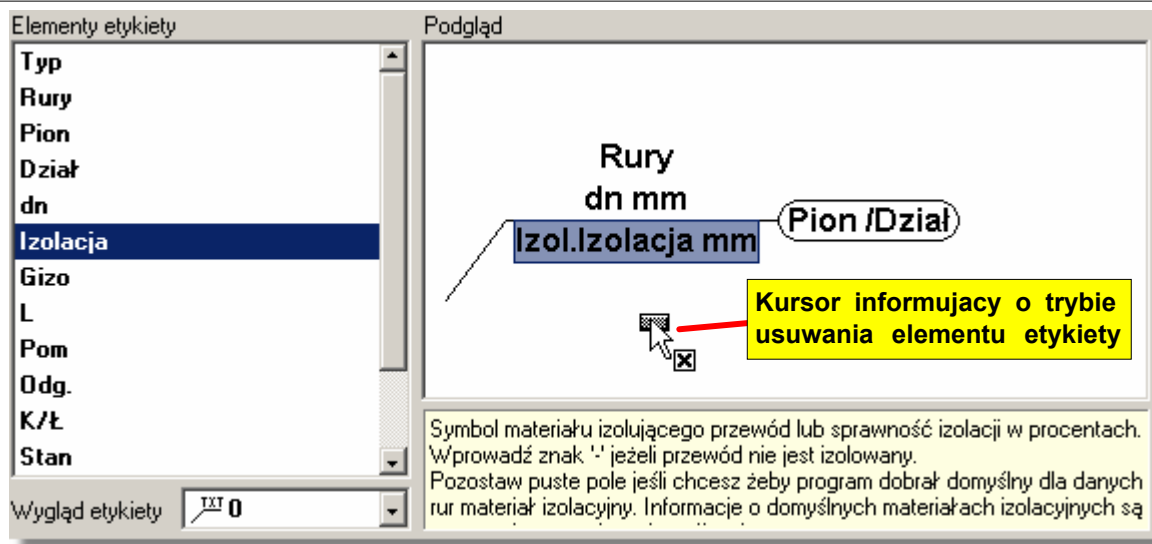 Elementy etykiety
Typ
Rury
Pion
Dział
dn
Izolacja
Gizo
L
Pom
Odg.
K/Ł
Stan
Wygląd etykiety
TXT 0
Podgląd
Rury
dn mm
Izol.Izolacja mm
Pion /Dział
Kursor informujacy o trybie
usuwania elementu etykiety
Symbol materiału izolującego przewód lub sprawność izolacji w procentach.
Wprowadź znak '-' jeżeli przewód nie jest izolowany.
Pozostaw puste pole jeśli chcesz żeby program dobrał domyślny dla danych
rur materiał izolacyjny. Informacje o domyślnych materiałach izolacyjnych są